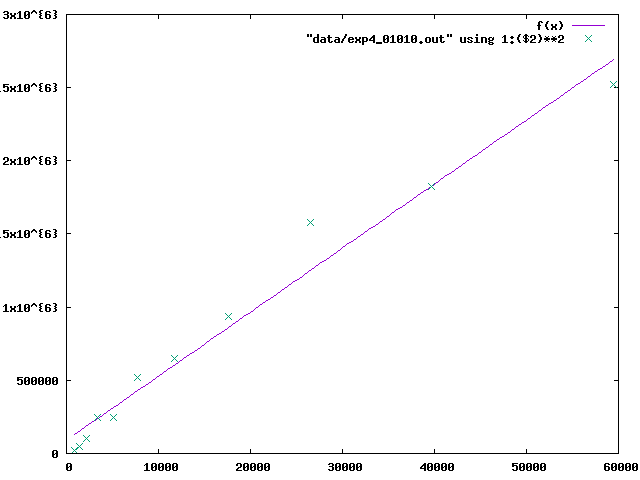 3x10^{6}
f(x)
"data/exp4_01010.out" using 1:($2)**2
.5x10^{6}
2x10^{6}
.5x10^{6}
1x10^{6}
500000
0
0 10000 20000 30000 40000 50000 60000